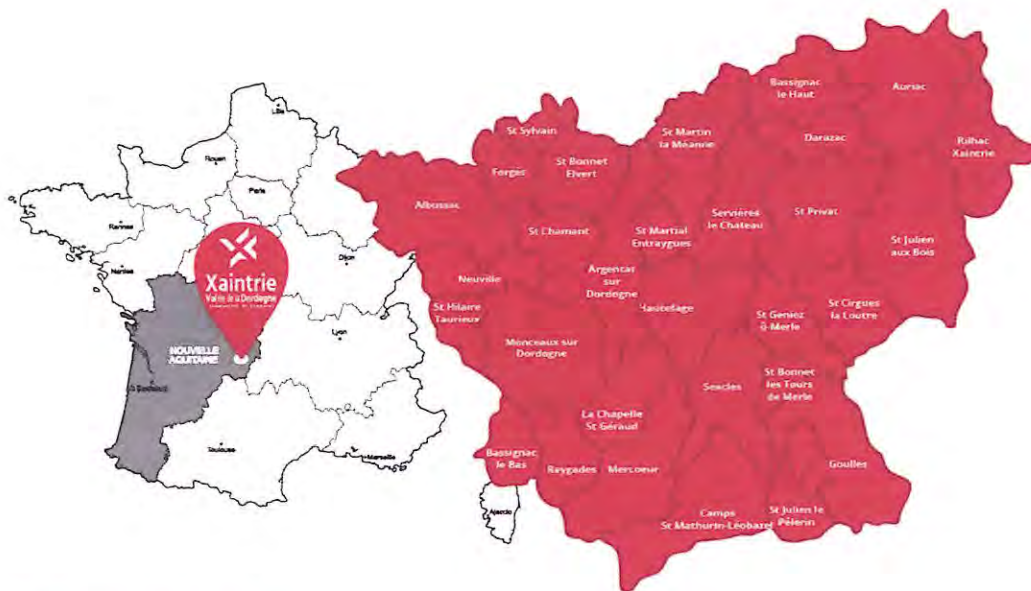 Lille
Rouen
Paris
Rennes
Nantes
Dijon
Xaintrie
Val'de la Dordogne
Lyon
NOUVELLE
AQUITAINE
Bordeaux
Toulouse
Marseille
Ajaccio
Bassignac
le Haut
Auriac
St Sylvain
St Martin
la Méanne
Darazac
Rilhac
Xaintrie
Forges
St Bonnet
Elvert
Albussac
St Chamant
St Martial
Entraygues
Servières
le Chateau
St Privat
St Julien
aux Bois
Neuville
Argentat
sur
Dordogne
Hautefage
St Hilaire
Taurieux
St Geniez
ô Merle
St Cirgues
la Loutre
Monceaux sur
Dordogne
Sexcles
St Bonnet
les Tours
de Merle
La Chapelle
St Géraud
Bassignac
le Bas
Reygades
Mercoeur
Goulles
Camps
St Mathurin-Léobazel
St Julien le
Pèlerin